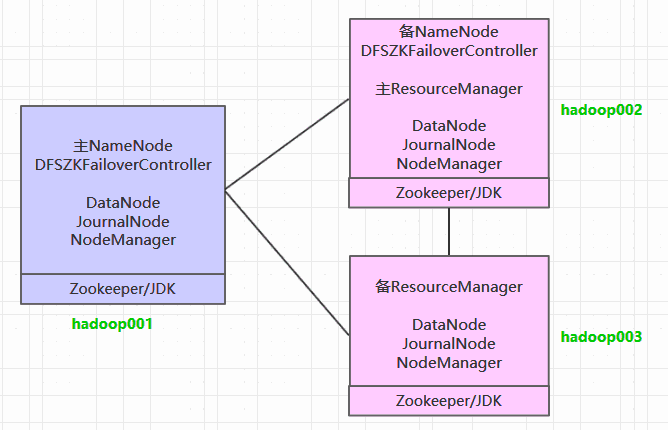 主NameNode
DFSZKFailoverController
DataNode
JournalNode
NodeManager
Zookeeper/JDK
hadoop001
备NameNode
DFSZKFailoverController
主ResourceManager
DataNode
JournalNode
NodeManager
Zookeeper/JDK
hadoop002
备ResourceManager
DataNode
JournalNode
NodeManager
Zookeeper/JDK
hadoop003